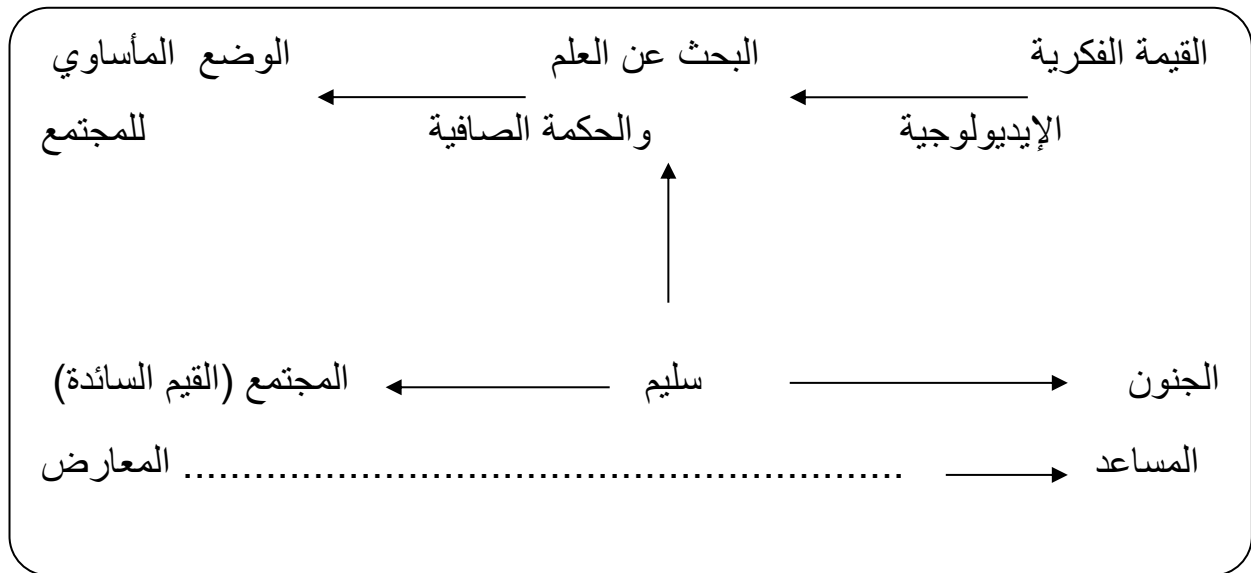 القيمة الفكرية البحث عن العلم الوضع المأساوي
الإيديولوجية والحكمة الصافية للمجتمع
الجنون سليم المجتمع (القيم السائدة)
المساعد ............................................................. المعارض